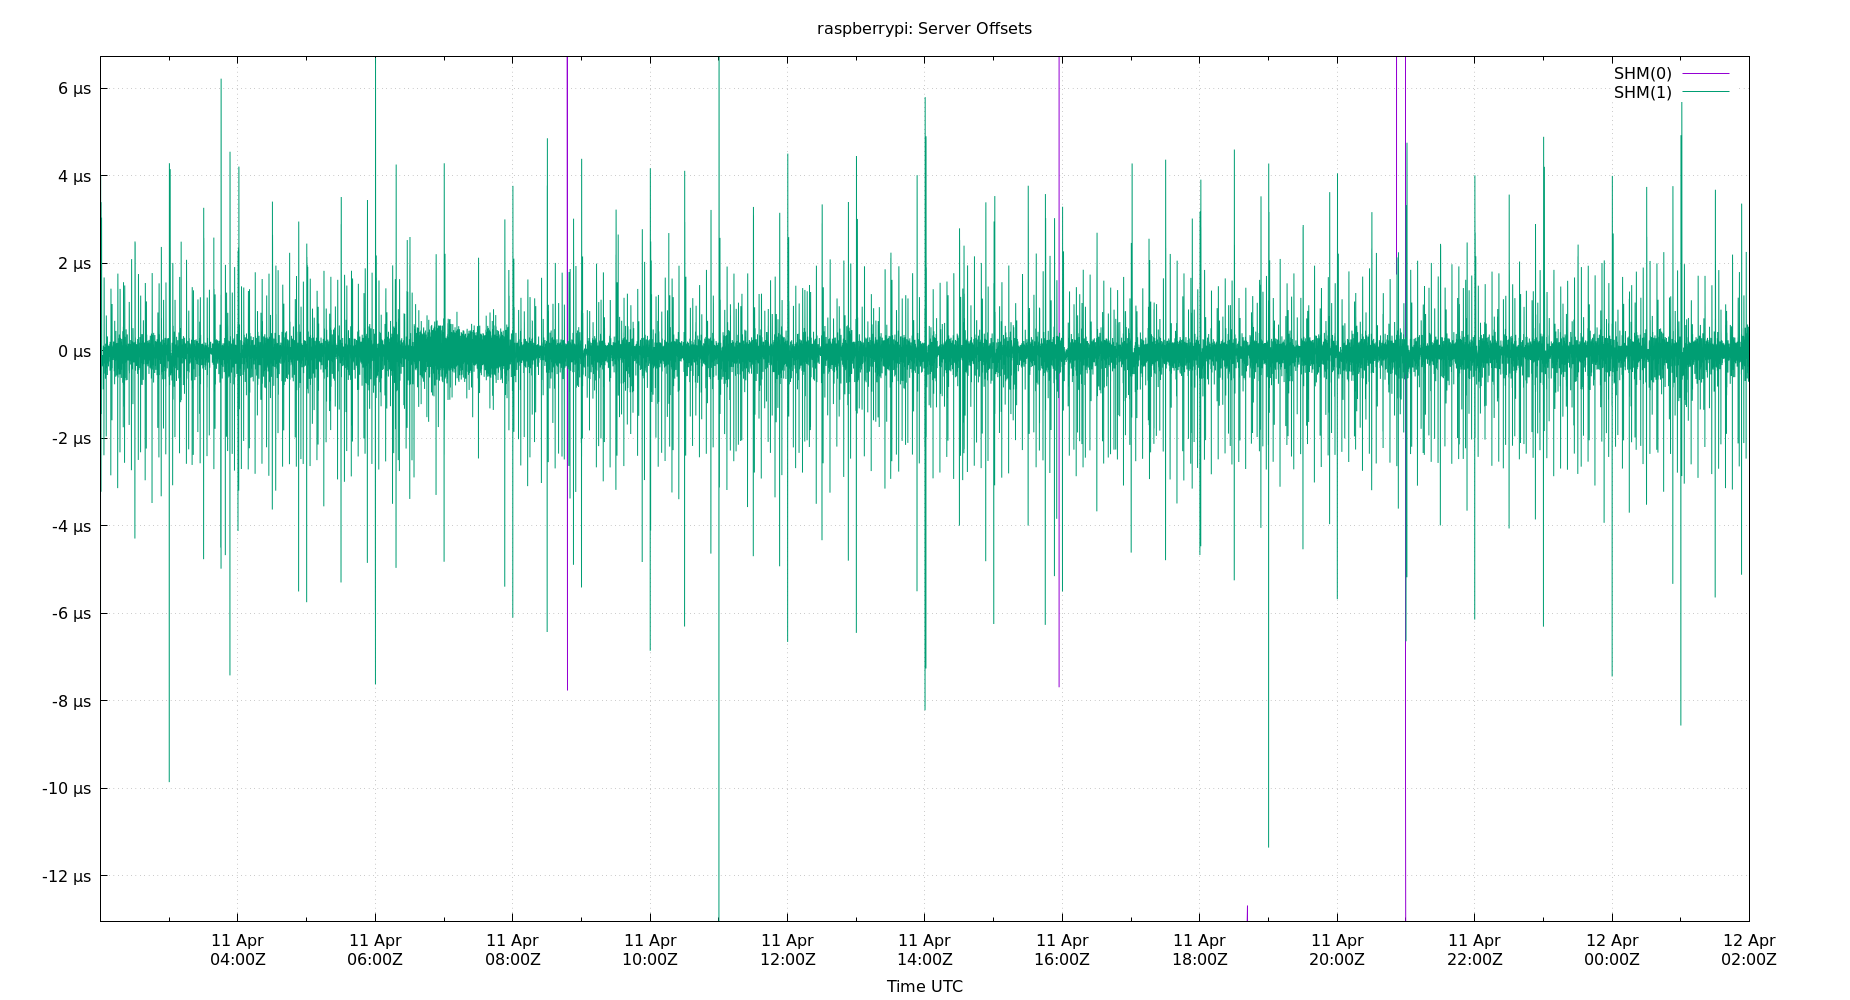 raspberrypi: Server Offsets
SHM(0)
SHM(1)
6 µs
4 µs
2 µs
0 µs
-2 µs
-4 µs
-6 µs
-8 µs
-10 µs
-12 µs
11 Apr 11 Apr 11 Apr 11 Apr 11 Apr 11 Apr 11 Apr 11 Apr 11 Apr 11 Apr 12 Apr 12 Apr
04:00Z 06:00Z 08:00Z 10:00Z 12:00Z 14:00Z 16:00Z 18:00Z 20:00Z 22:00Z 00:00Z 02:00Z
Time UTC